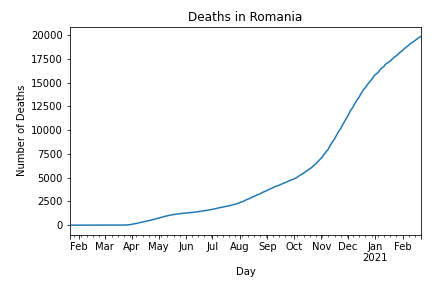 Deaths in Romania
20000
17500
15000
12500
10000
7500
5000
2500
0
Number of Deaths
Feb Mar Apr May Jun Jul Aug Sep Oct Nov Dec Jan Feb
2021
Day